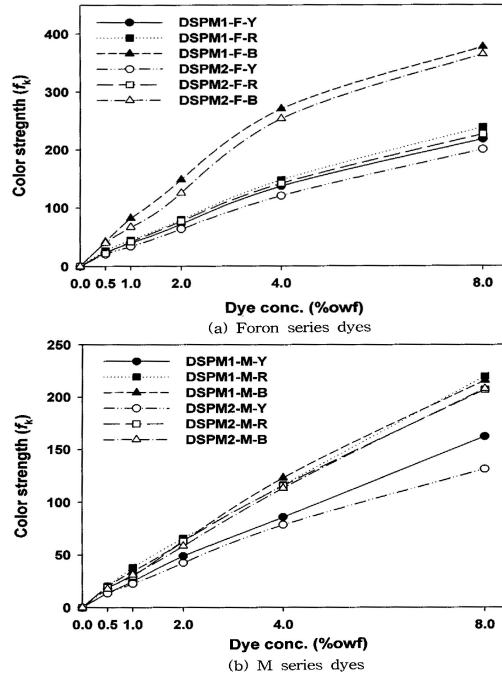 Color stregnth (fk)
450
400
300
200
100
0
DSPM1-F-Y
DSPM1-F-R
DSPM1-F-B
DSPM2-F-Y
DSPM2-F-R
DSPM2-F-B
0.0 0.5 1.0 2.0 4.0 8.0
Dye conc. (%owf)
(a) Foron series dyes
Color strength (fk)
250
200
150
100
50
0
DSPM1-M-Y
DSPM1-M-R
DSPM1-M-B
DSPM2-M-Y
DSPM2-M-R
DSPM2-M-B
0.0 0.5 1.0 2.0 4.0 8.0
Dye conc. (%owf)
(b) M series dyes